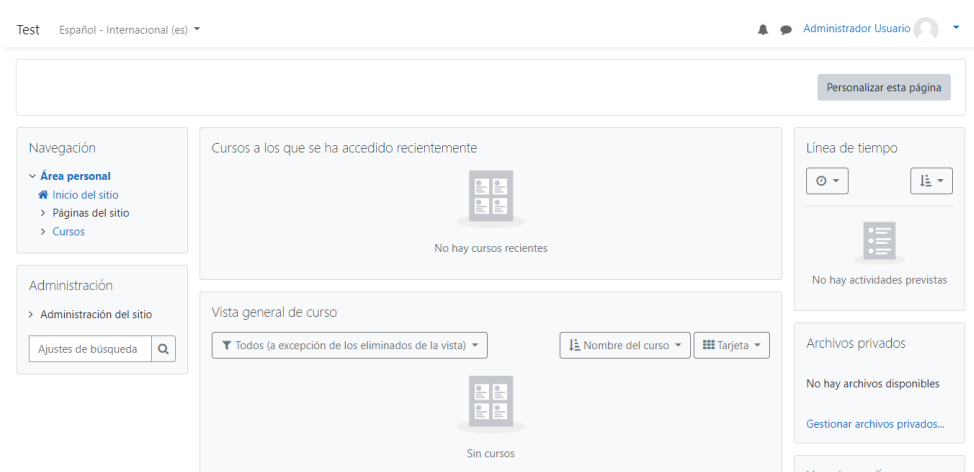 Test Español - Internacional (es)
Administrador Usuario
Personalizar esta página
Navegación
Área personal
Inicio del sitio
Páginas del sitio
Cursos
Administración
Administración del sitio
Ajustes de búsqueda
Cursos a los que se ha accedido recientemente
No hay cursos recientes
Vista general de curso
Todos (a excepción de los eliminados de la vista)
Nombre del curso
Tarjeta
Sin cursos
Línea de tiempo
No hay actividades previstas
Archivos privados
No hay archivos disponibles
Gestionar archivos privados...